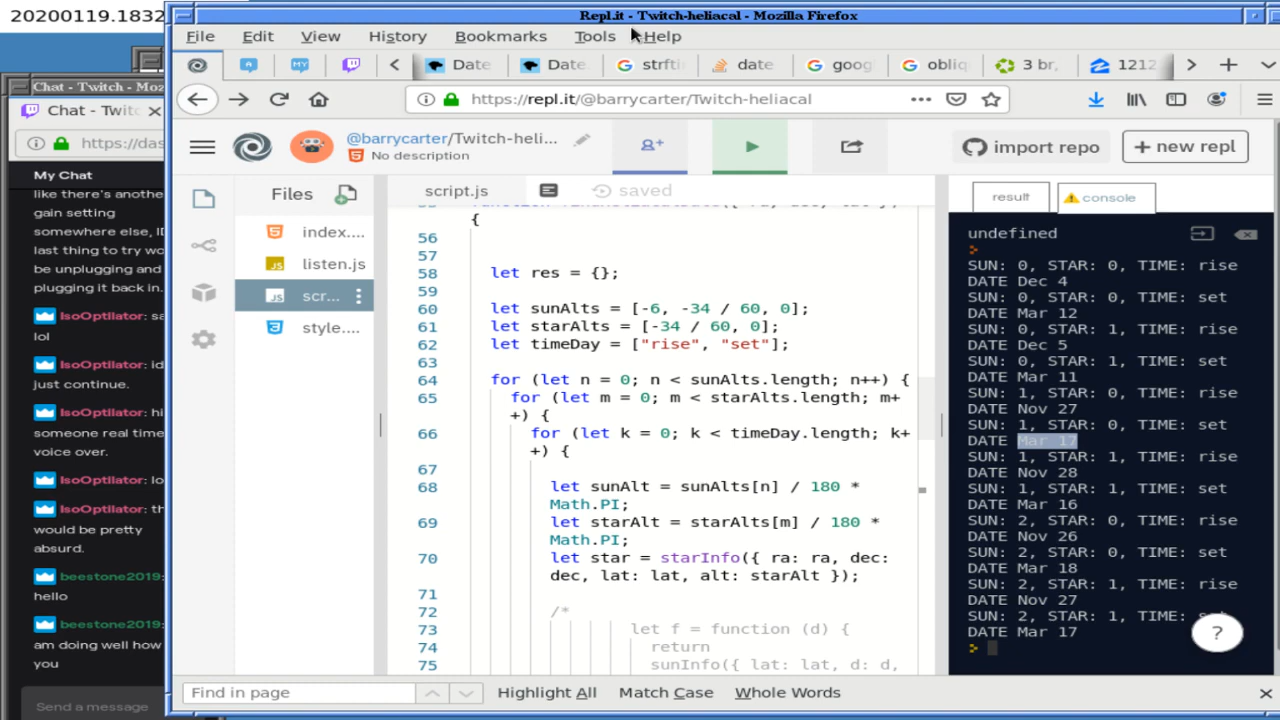 20200119.1832
Repl.it - Twitch-heliacal - Mozilla Firefox
File Edit View History Bookmarks Tools Help
Date Date strfti date goog obliq 3 br, 1212
https://repl.it/@barrycarter/Twitch-heliacal
Chat - Twitch - Moz
Chat - Twitc
https://das
My Chat
like there's anothe
gain setting
somewhere else,
last thing to try wo
be unplugging and
plugging it back in.
IsoOptilator: sa
lol
IsoOptilator: id
just continue.
IsoOptilator: hi
someone real time
voice over.
IsoOptilator: lo
IsoOptilator: th
would be pretty
absurd.
beestone2019:
hello
beestone2019:
am doing well how
you
Send a message
@barrycarter/Twitch-heli...
No description
import repo
+ new repl
Files
index....
listen.js
scr...
style....
script.js
saved
{
56
57
58 let res = {};
59
60 let sunAlts = [-6, -34 / 60, 0];
61 let starAlts = [-34 / 60, 0];
62 let timeDay = ["rise", "set"];
63
64 for (let n = 0; n < sunAlts.length; n++) {
65 for (let m = 0; m < starAlts.length; m+
+) {
66 for (let k = 0; k < timeDay.length; k+
+) {
67
68 let sunAlt = sunAlts[n] / 180 *
Math.PI;
69 let starAlt = starAlts[m] / 180 *
Math.PI;
70 let star = starInfo({ ra: ra, dec:
dec, lat: lat, alt: starAlt });
71
72 /*
73 let f = function (d) {
74 return
75 sunInfo({ lat: lat, d: d,
result
console
undefined
SUN: 0, STAR: 0, TIME: rise
DATE Dec 4
SUN: 0, STAR: 0, TIME: set
DATE Mar 12
SUN: 0, STAR: 1, TIME: rise
DATE Dec 5
SUN: 0, STAR: 1, TIME: set
DATE Mar 11
SUN: 1, STAR: 0, TIME: rise
DATE Nov 27
SUN: 1, STAR: 0, TIME: set
DATE Mar 17
SUN: 1, STAR: 1, TIME: rise
DATE Nov 28
SUN: 1, STAR: 1, TIME: set
DATE Mar 16
SUN: 2, STAR: 0, TIME: rise
DATE Nov 26
SUN: 2, STAR: 0, TIME: set
DATE Mar 18
SUN: 2, STAR: 1, TIME: rise
DATE Nov 27
SUN: 2, STAR: 1, TIME:
DATE Mar 17
?
Find in page
Highlight All Match Case Whole Words